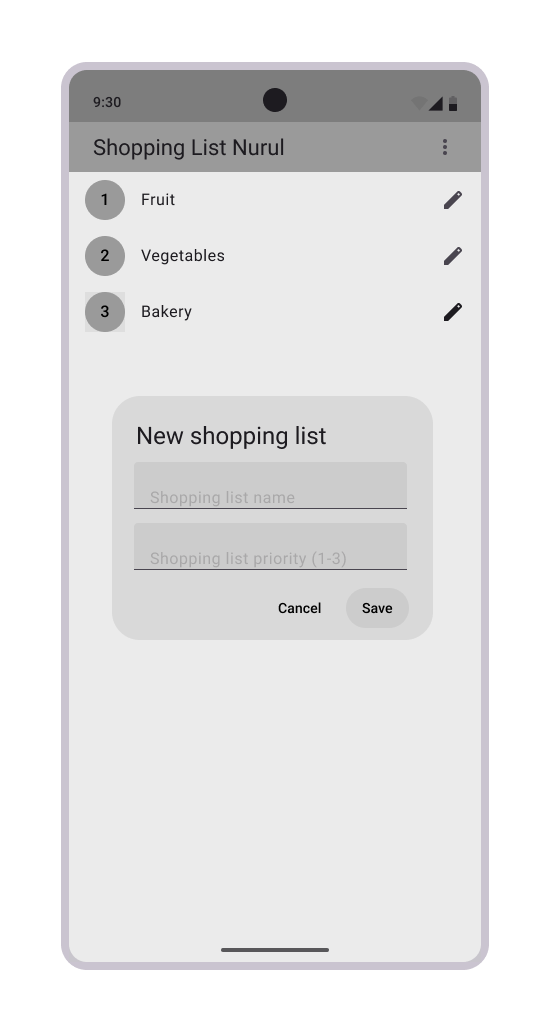 9:30
Shopping List Nurul
1 Fruit
2 Vegetables
3 Bakery
New shopping list
Shopping list name
Shopping list priority (1-3)
Cancel Save